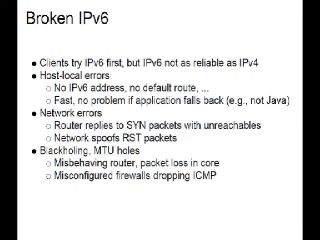 Broken IPv6
● Clients try IPv6 first, but IPv6 not as reliable as IPv4
● Host-local errors
○ No IPv6 address, no default route, ...
○ Fast, no problem if application falls back (e.g., not Java)
● Network errors
○ Router replies to SYN packets with unreachables
○ Network spoofs RST packets
● Blackholing, MTU holes
○ Misbehaving router, packet loss in core
○ Misconfigured firewalls dropping ICMP